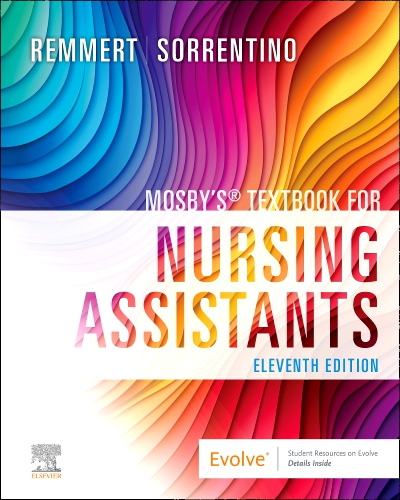 REMMERT | SORRENTINO
MOSBY'S® TEXTBOOK FOR
NURSING
ASSISTANTS
ELEVENTH EDITION
ELSEVIER
Evolve®
Student Resources on Evolve
Details Inside